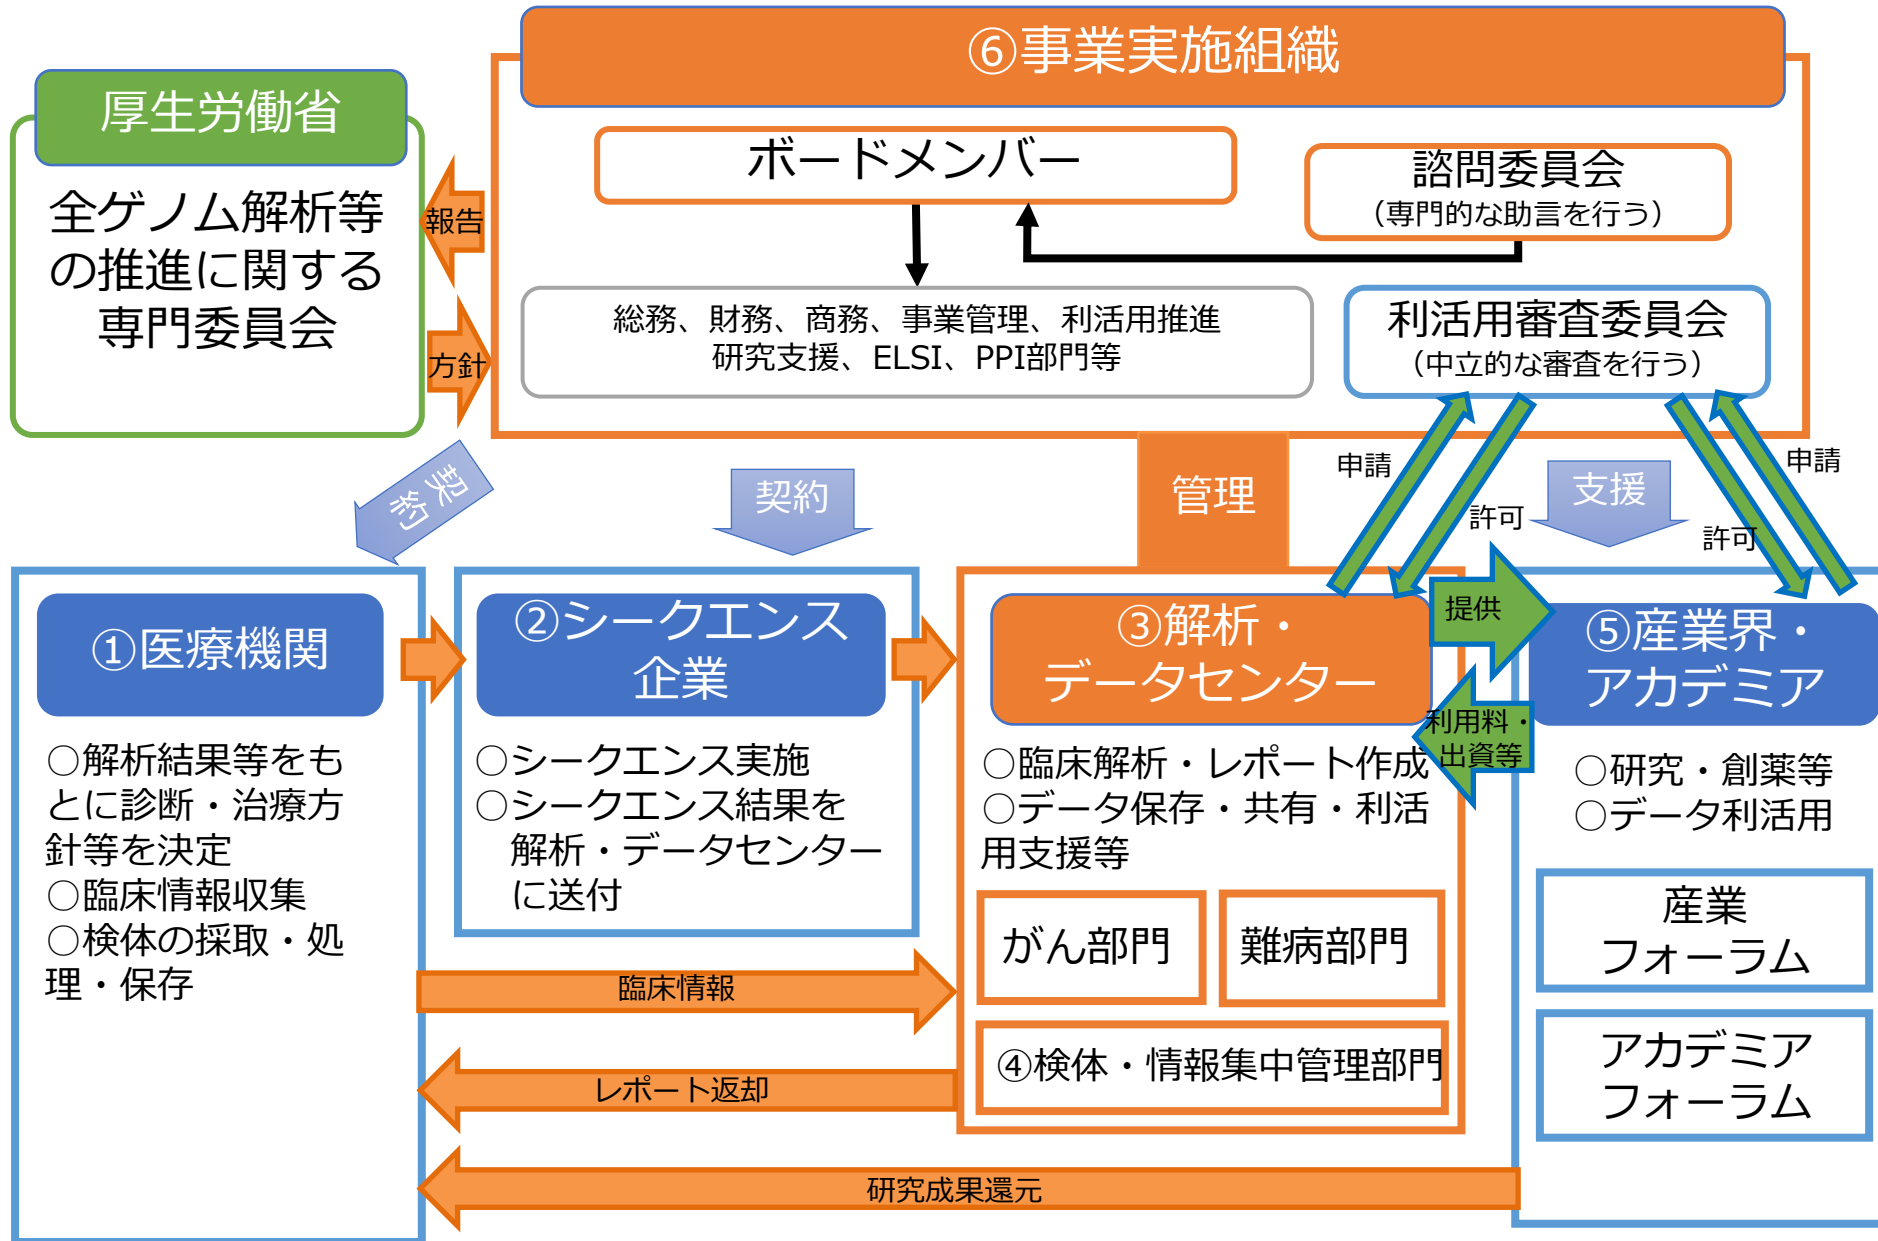 ⑥事業実施組織
厚生労働省
全ゲノム解析等
の推進に関する
専門委員会
報告
方針
ボードメンバー
諮問委員会
（専門的な助言を行う）
総務、財務、商務、事業管理、利活用推進
研究支援、ELSI、PPI部門等
利活用審査委員会
（中立的な審査を行う）
契約
契約
管理
申請
許可
支援
許可
申請
①医療機関
○解析結果等をも
とに診断・治療方
針等を決定
○臨床情報収集
○検体の採取・処
理・保存
②シークエンス
企業
○シークエンス実施
○シークエンス結果を
解析・データセンター
に送付
③解析・
データセンター
○臨床解析・レポート作成
○データ保存・共有・利活
用支援等
がん部門
難病部門
④検体・情報集中管理部門
提供
利用料・
出資等
⑤産業界・
アカデミア
○研究・創薬等
○データ利活用
産業
フォーラム
アカデミア
フォーラム
臨床情報
レポート返却
研究成果還元